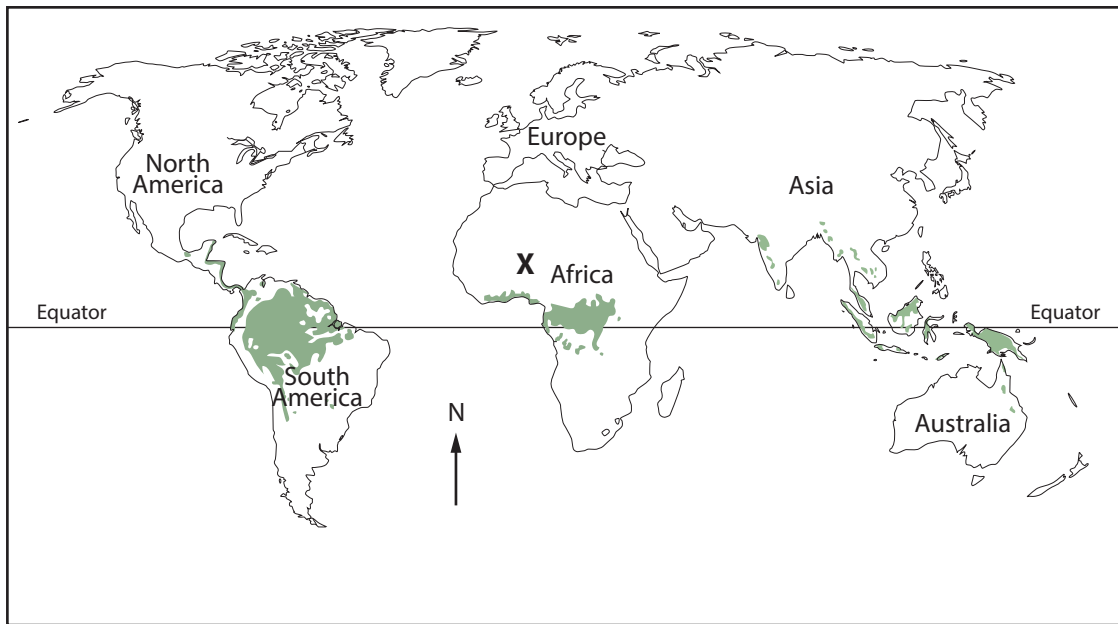 North
America
Europe
Asia
X
Africa
Equator
Equator
South
America
N
Australia